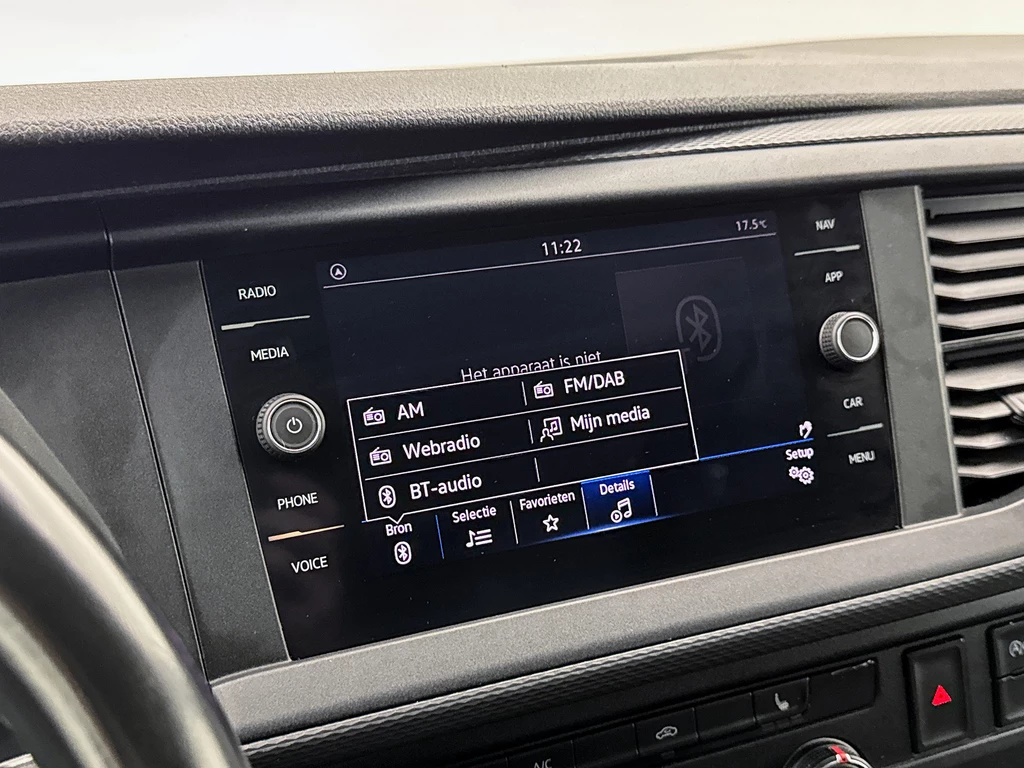 RADIO
MEDIA
PHONE
VOICE
11:22
17.5°C
Het apparaat is niet
AM
FM/DAB
Webradio
Mijn media
BT-audio
Bron
Selectie
Favorieten
Details
Setup
NAV
APP
CAR
MENU
A/C